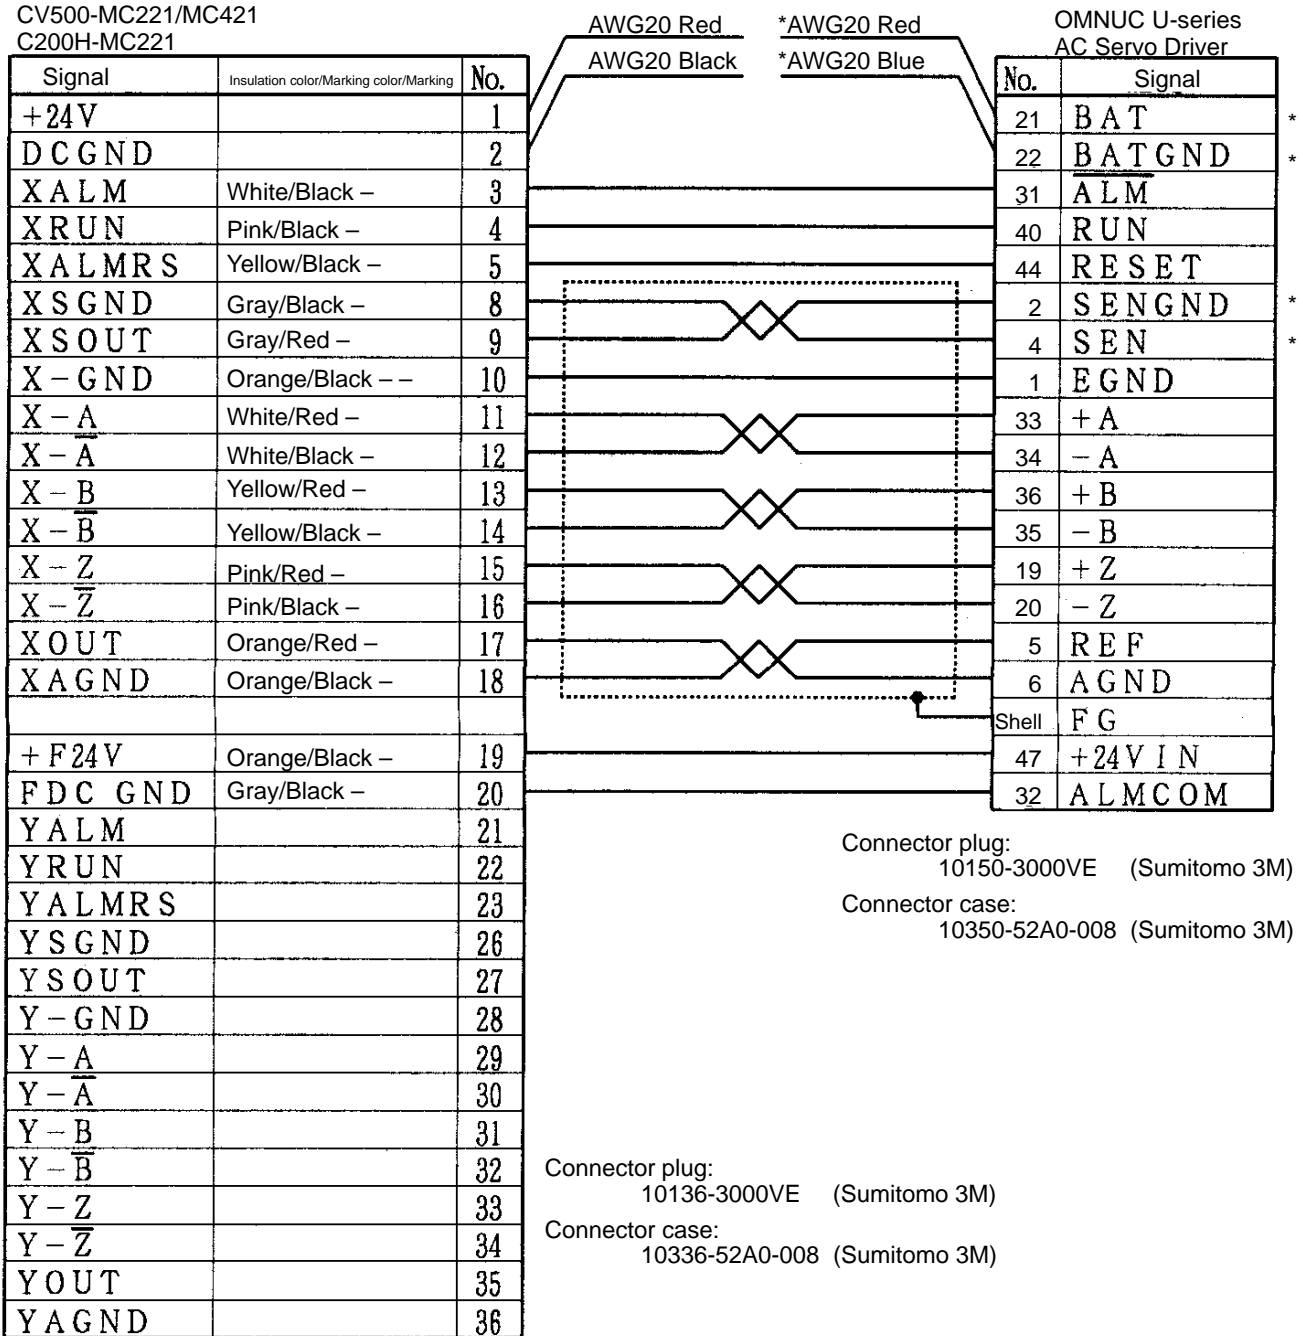 CV500-MC221/MC421
C200H-MC221
AWG20 Red *AWG20 Red
AWG20 Black *AWG20 Blue
OMNUC U-series
AC Servo Driver
Signal Insulation color/Marking color/Marking No.
+24V 1
DCGND 2
XALM White/Black – 3
XRUN Pink/Black – 4
XALMRS Yellow/Black – 5
XSGND Gray/Black – 8
XSOUT Gray/Red – 9
X-GND Orange/Black – – 10
X-A White/Red – 11
X-A̅ White/Black – 12
X-B Yellow/Red – 13
X-B̅ Yellow/Black – 14
X-Z Pink/Red – 15
X-Z̅ Pink/Black – 16
XOUT Orange/Red – 17
XAGND Orange/Black – 18
+F24V Orange/Black – 19
FDC GND Gray/Black – 20
YALM 21
YRUN 22
YALMRS 23
YSGND 26
YSOUT 27
Y-GND 28
Y-A 29
Y-A̅ 30
Y-B 31
Y-B̅ 32
Y-Z 33
Y-Z̅ 34
YOUT 35
YAGND 36
No. Signal
21 BAT *
22 BATGND *
31 A̅L̅M̅
40 RUN
44 RESET
2 SENGND *
4 SEN *
1 EGND
33 +A
34 -A
36 +B
35 -B
19 +Z
20 -Z
5 REF
6 AGND
Shell FG
47 +24VIN
32 ALMCOM
Connector plug:
10150-3000VE (Sumitomo 3M)
Connector case:
10350-52A0-008 (Sumitomo 3M)
Connector plug:
10136-3000VE (Sumitomo 3M)
Connector case:
10336-52A0-008 (Sumitomo 3M)